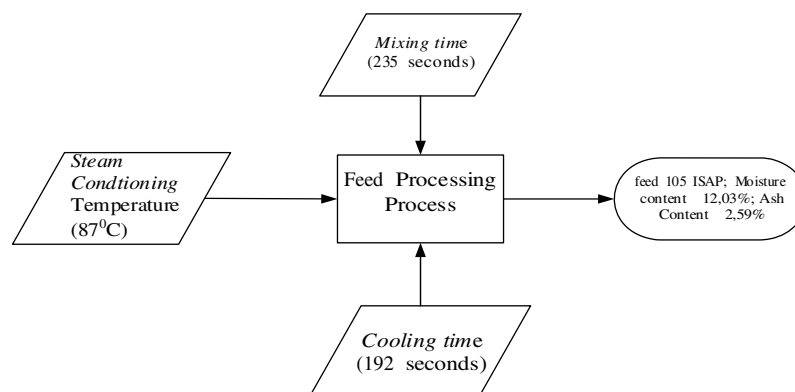 Mixing time
(235 seconds)
Steam
Condtioning
Temperature
(87⁰C)
Feed Processing
Process
feed 105 ISAP; Moisture
content 12,03%; Ash
Content 2,59%
Cooling time
(192 seconds)